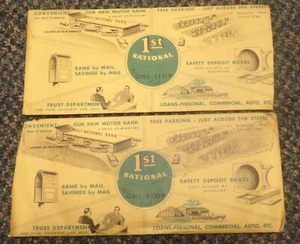 CONVENIENT
OUR NEW MOTOR BANK
FREE PARKING - JUST ACROSS THE STREET
1st
NATIONAL
BANK BY MAIL
SAVINGS BY MAIL
SAFETY DEPOSIT BOXES
ONE-STOP
TRUST DEPARTMENT
LOANS-PERSONAL, COMMERCIAL, AUTO, ETC.
CONVENIENT
OUR NEW MOTOR BANK
FREE PARKING - JUST ACROSS THE STREET
1st
NATIONAL
BANK BY MAIL
SAVINGS BY MAIL
SAFETY DEPOSIT BOXES
ONE-STOP
TRUST DEPARTMENT
LOANS-PERSONAL, COMMERCIAL, AUTO, ETC.